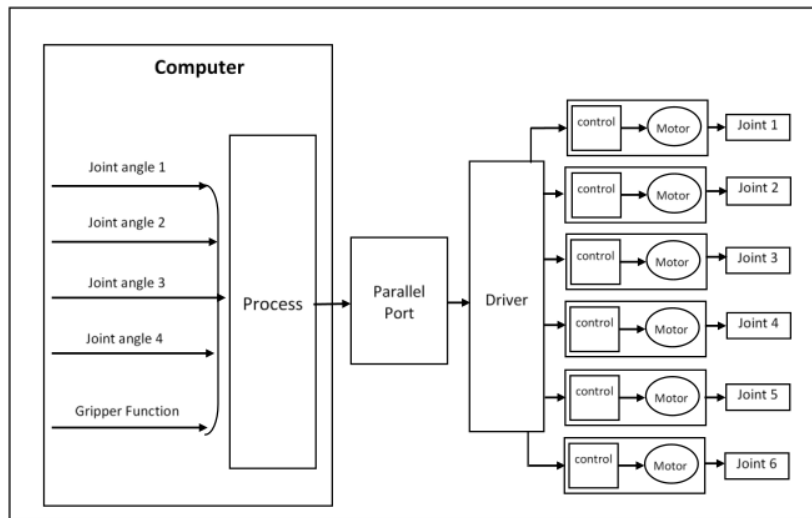 Computer
Joint angle 1
Joint angle 2
Joint angle 3
Joint angle 4
Gripper Function
Process
Parallel
Port
Driver
control
Motor
Joint 1
control
Motor
Joint 2
control
Motor
Joint 3
control
Motor
Joint 4
control
Motor
Joint 5
control
Motor
Joint 6